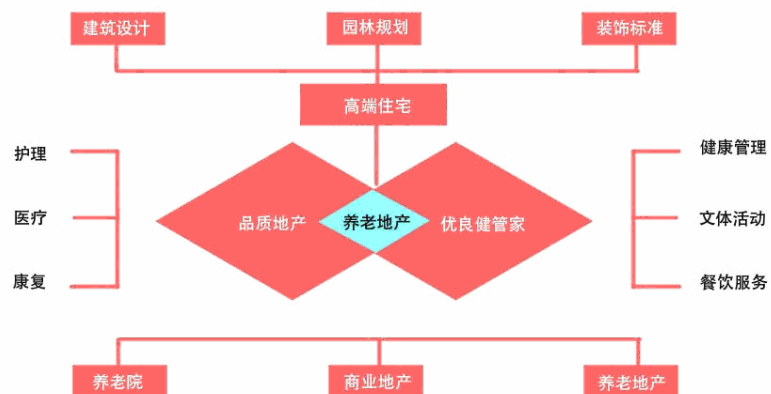 建筑设计
园林规划
装饰标准
高端住宅
护理
医疗
康复
品质地产
养老地产
优良健管家
健康管理
文体活动
餐饮服务
养老院
商业地产
养老地产